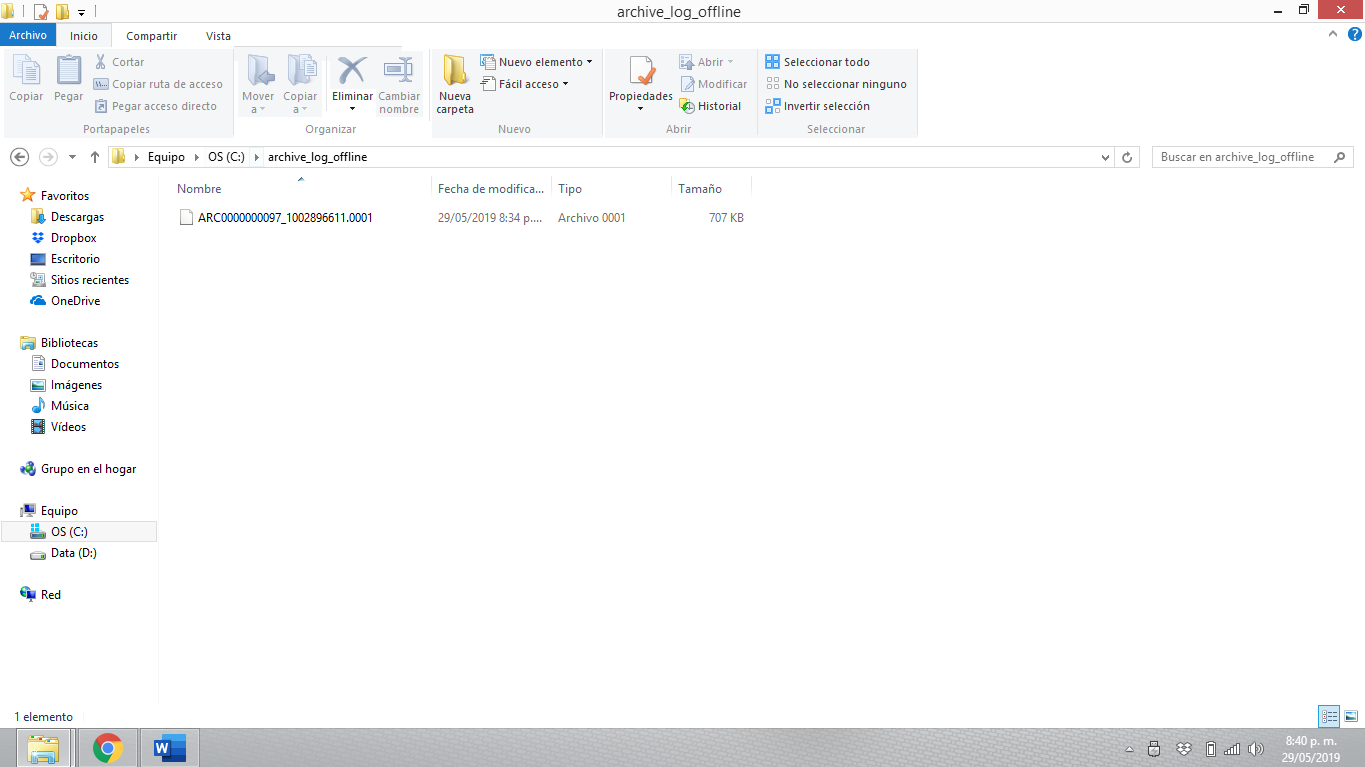 archive_log_offline
Archivo Inicio Compartir Vista
Copiar
Pegar
Cortar
Copiar ruta de acceso
Pegar acceso directo
Portapapeles
Mover a
Copiar a
Eliminar
Cambiar nombre
Organizar
Nueva carpeta
Nuevo elemento
Fácil acceso
Nuevo
Propiedades
Abrir
Modificar
Historial
Abrir
Seleccionar todo
No seleccionar ninguno
Invertir selección
Seleccionar
Equipo OS (C:) archive_log_offline
Buscar en archive_log_offline
Favoritos
Descargas
Dropbox
Escritorio
Sitios recientes
OneDrive
Bibliotecas
Documentos
Imágenes
Música
Vídeos
Grupo en el hogar
Equipo
OS (C:)
Data (D:)
Red
Nombre Fecha de modifica... Tipo Tamaño
ARC0000000097_1002896611.0001 29/05/2019 8:34 p.... Archivo 0001 707 KB
1 elemento
8:40 p. m.
29/05/2019